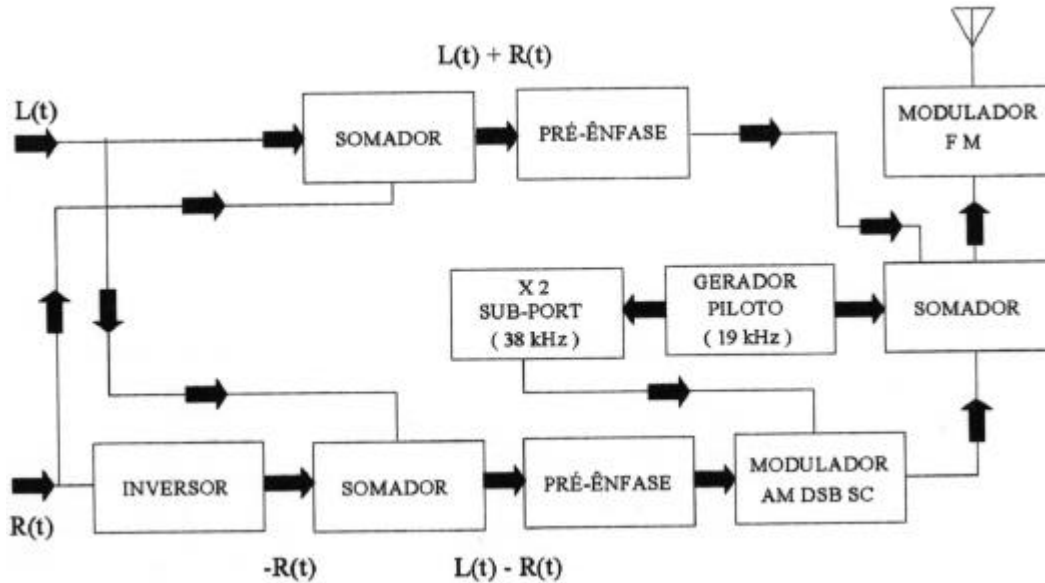 L(t) + R(t)
L(t)
SOMADOR
PRÉ-ÊNFASE
MODULADOR
F M
X 2
SUB-PORT
( 38 kHz )
GERADOR
PILOTO
( 19 kHz )
SOMADOR
INVERSOR
SOMADOR
PRÉ-ÊNFASE
MODULADOR
AM DSB SC
R(t)
-R(t)
L(t) - R(t)